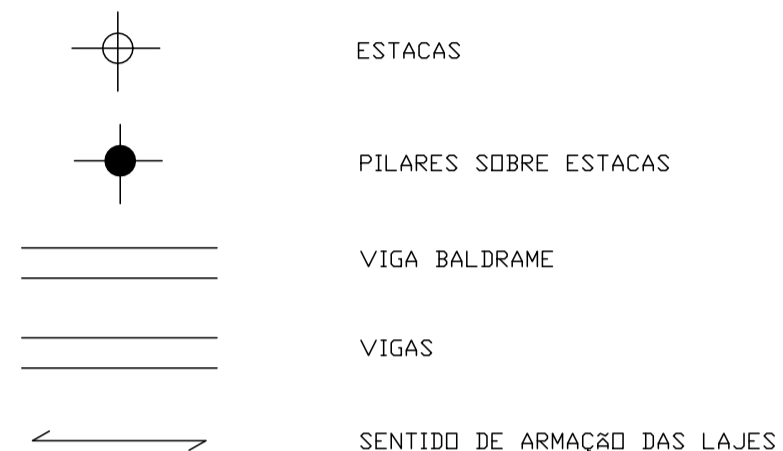 ESTACAS
PILARES SOBRE ESTACAS
VIGA BALDRAME
VIGAS
SENTIDO DE ARMAÇÃO DAS LAJES